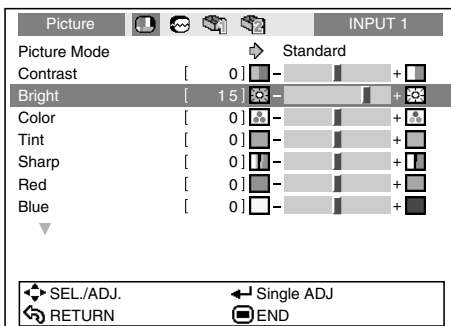 Picture INPUT 1
Picture Mode Standard
Contrast [ 0] - +
Bright [ 15] - +
Color [ 0] - +
Tint [ 0] - +
Sharp [ 0] - +
Red [ 0] - +
Blue [ 0] - +
SEL./ADJ. Single ADJ
RETURN END